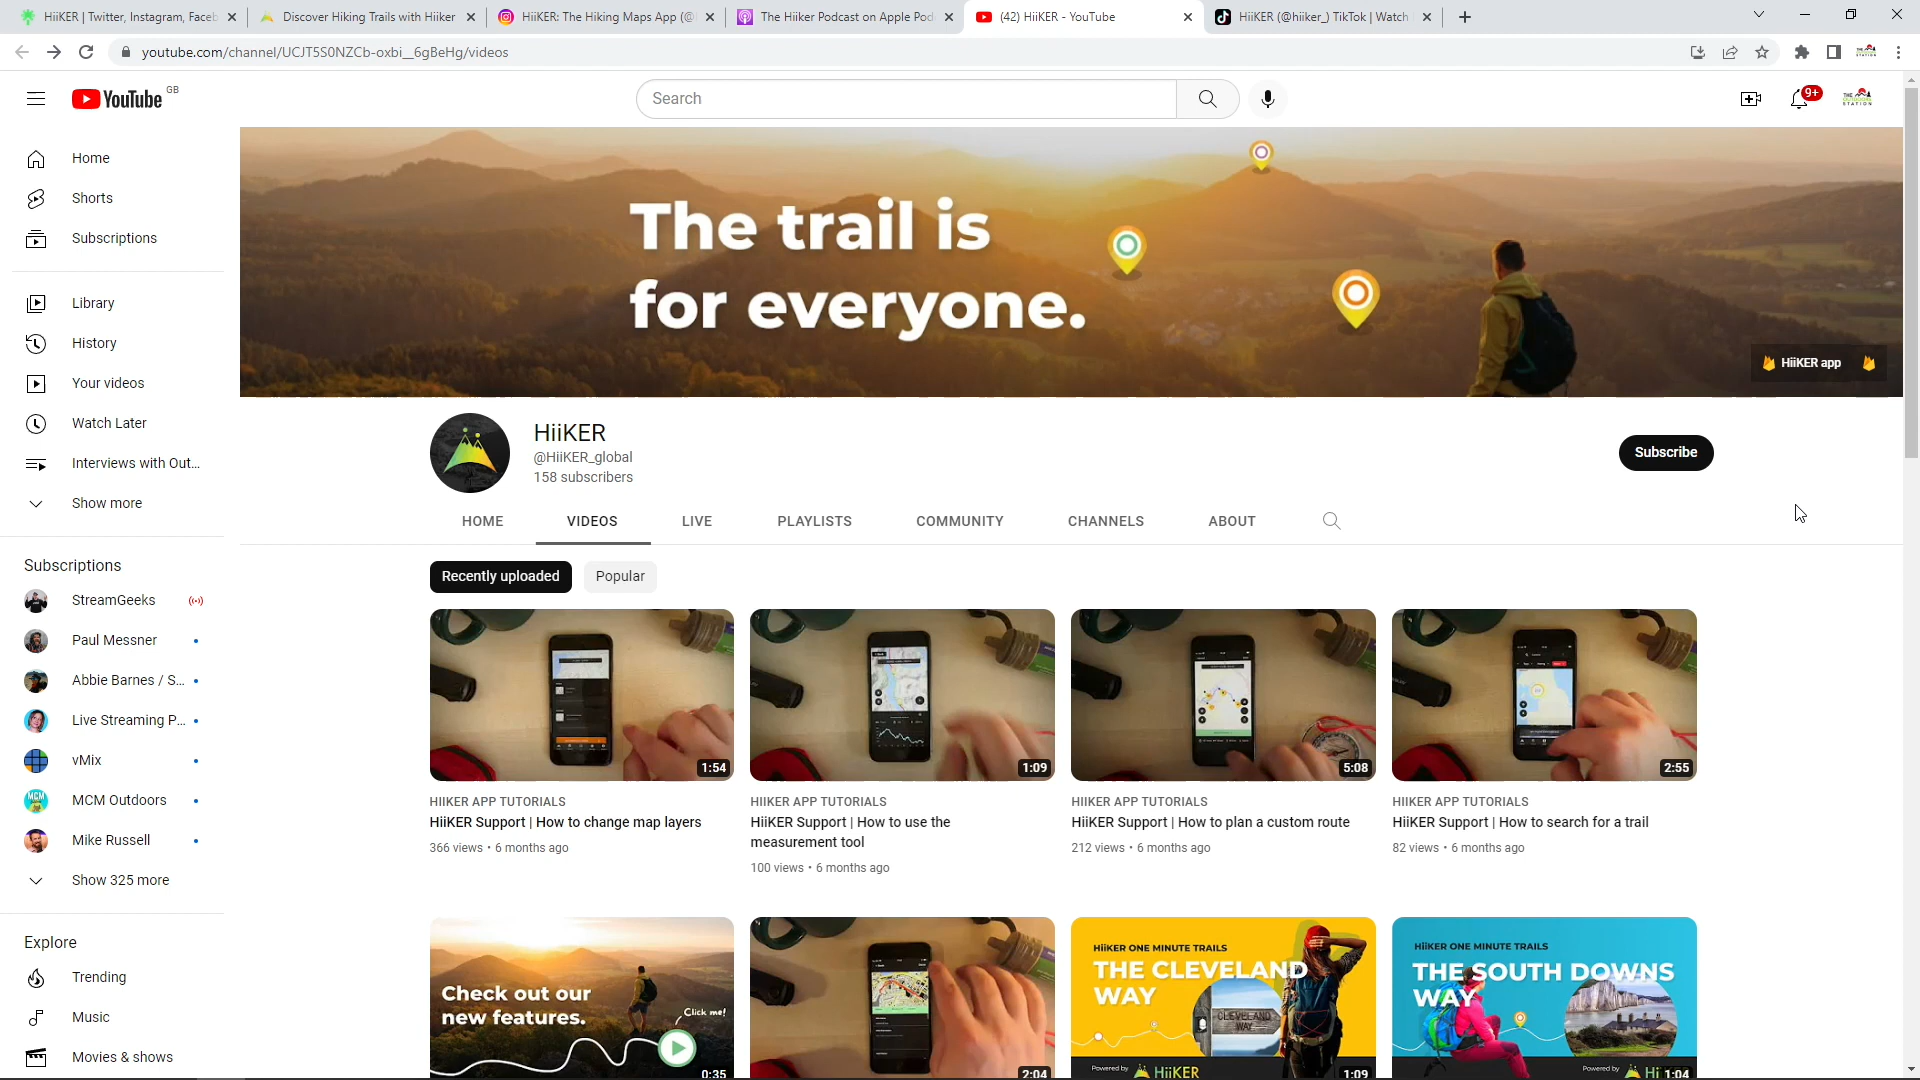 HiiKER | Twitter, Instagram, Faceb
Discover Hiking Trails with Hiiker
HiiKER: The Hiking Maps App (@
The Hiiker Podcast on Apple Pod
(42) HiiKER - YouTube
HiiKER (@hiiker_) TikTok | Watch
youtube.com/channel/UCJT5S0NZCb-oxbi__6gBeHg/videos
YouTube GB
Search
9+
Home
Shorts
Subscriptions
Library
History
Your videos
Watch Later
Interviews with Out...
Show more
Subscriptions
StreamGeeks
Paul Messner
Abbie Barnes / S...
Live Streaming P...
vMix
MCM Outdoors
Mike Russell
Show 325 more
Explore
Trending
Music
Movies & shows
The trail is
for everyone.
HiiKER app
HiiKER
@HiiKER_global
158 subscribers
Subscribe
HOME
VIDEOS
LIVE
PLAYLISTS
COMMUNITY
CHANNELS
ABOUT
Recently uploaded
Popular
1:54
HIIKER APP TUTORIALS
HiiKER Support | How to change map layers
366 views • 6 months ago
1:09
HIIKER APP TUTORIALS
HiiKER Support | How to use the
measurement tool
100 views • 6 months ago
5:08
HIIKER APP TUTORIALS
HiiKER Support | How to plan a custom route
212 views • 6 months ago
2:55
HIIKER APP TUTORIALS
HiiKER Support | How to search for a trail
82 views • 6 months ago
Check out our
new features.
Click me!
0:35
2:04
HiiKER ONE MINUTE TRAILS
THE CLEVELAND
WAY
CLEVELAND
WAY
Powered by HiiKER
1:09
HiiKER ONE MINUTE TRAILS
THE SOUTH DOWNS
WAY
Powered by Hi
1:04